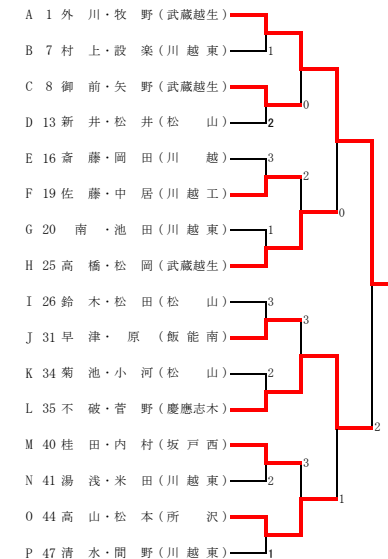 A 1 外 川・牧 野(武蔵越生)
B 7 村 上・設 楽(川 越 東)
1
C 8 御 前・矢 野(武蔵越生)
0
D 13 新 井・松 井(松 山)
2
E 16 斎 藤・岡 田(川 越)
3
2
F 19 佐 藤・中 居(川 越 工)
0
G 20 南 ・池 田(川 越 東)
1
H 25 高 橋・松 岡(武蔵越生)
I 26 鈴 木・松 田(松 山)
3
3
J 31 早 津・ 原 (飯 能 南)
K 34 菊 池・小 河(松 山)
2
L 35 不 破・菅 野(慶應志木)
2
M 40 桂 田・内 村(坂 戸 西)
3
N 41 湯 浅・米 田(川 越 東)
2
1
O 44 高 山・松 本(所 沢)
P 47 清 水・間 野(川 越 東)
1